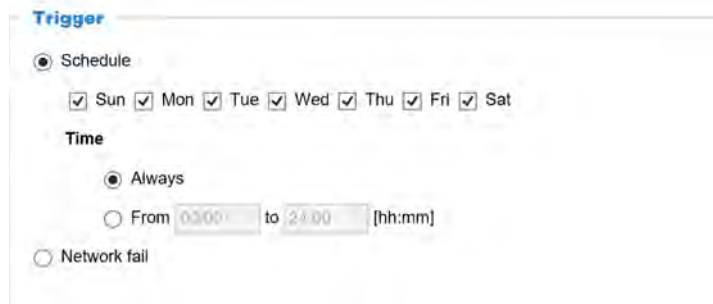 Trigger
Schedule
Sun Mon Tue Wed Thu Fri Sat
Time
Always
From to 24:00 [hh:mm]
Network fail